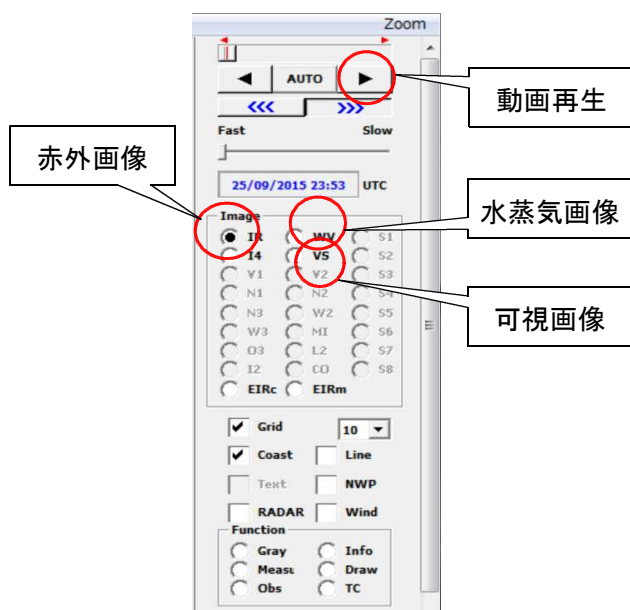 Zoom
◀ AUTO ▶
<<< >>>
動画再生
Fast Slow
赤外画像
25/09/2015 23:53 UTC
Image
水蒸気画像
IR WV S1
I4 VS S2
V1 V2 S3
N1 N2 S4
可視画像
N3 W2 S5
W3 MI S6
O3 L2 S7
I2 CO S8
EIRc EIRm
Grid 10
Coast Line
Text NWP
RADAR Wind
Function
Gray Info
Measu Draw
Obs TC